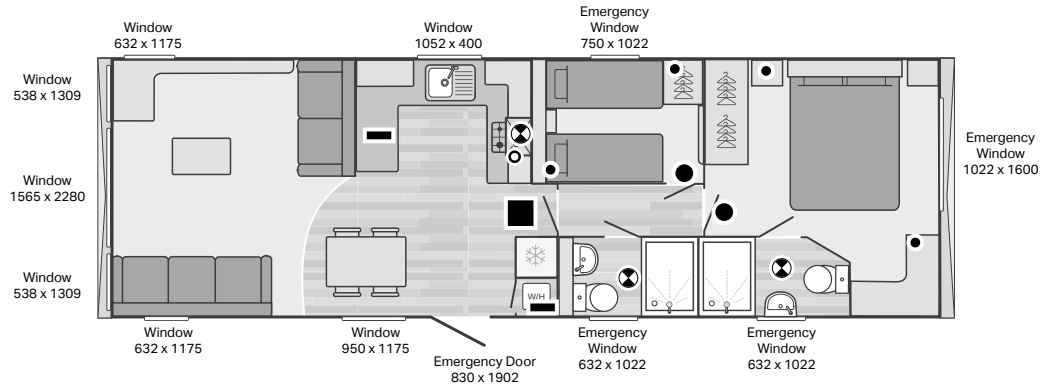 Window
632 x 1175
Window
1052 x 400
Emergency
Window
750 x 1022
Window
538 x 1309
Window
1565 x 2280
Window
538 x 1309
Emergency
Window
1022 x 1600
W/H
Window
632 x 1175
Window
950 x 1175
Emergency Door
830 x 1902
Emergency
Window
632 x 1022
Emergency
Window
632 x 1022